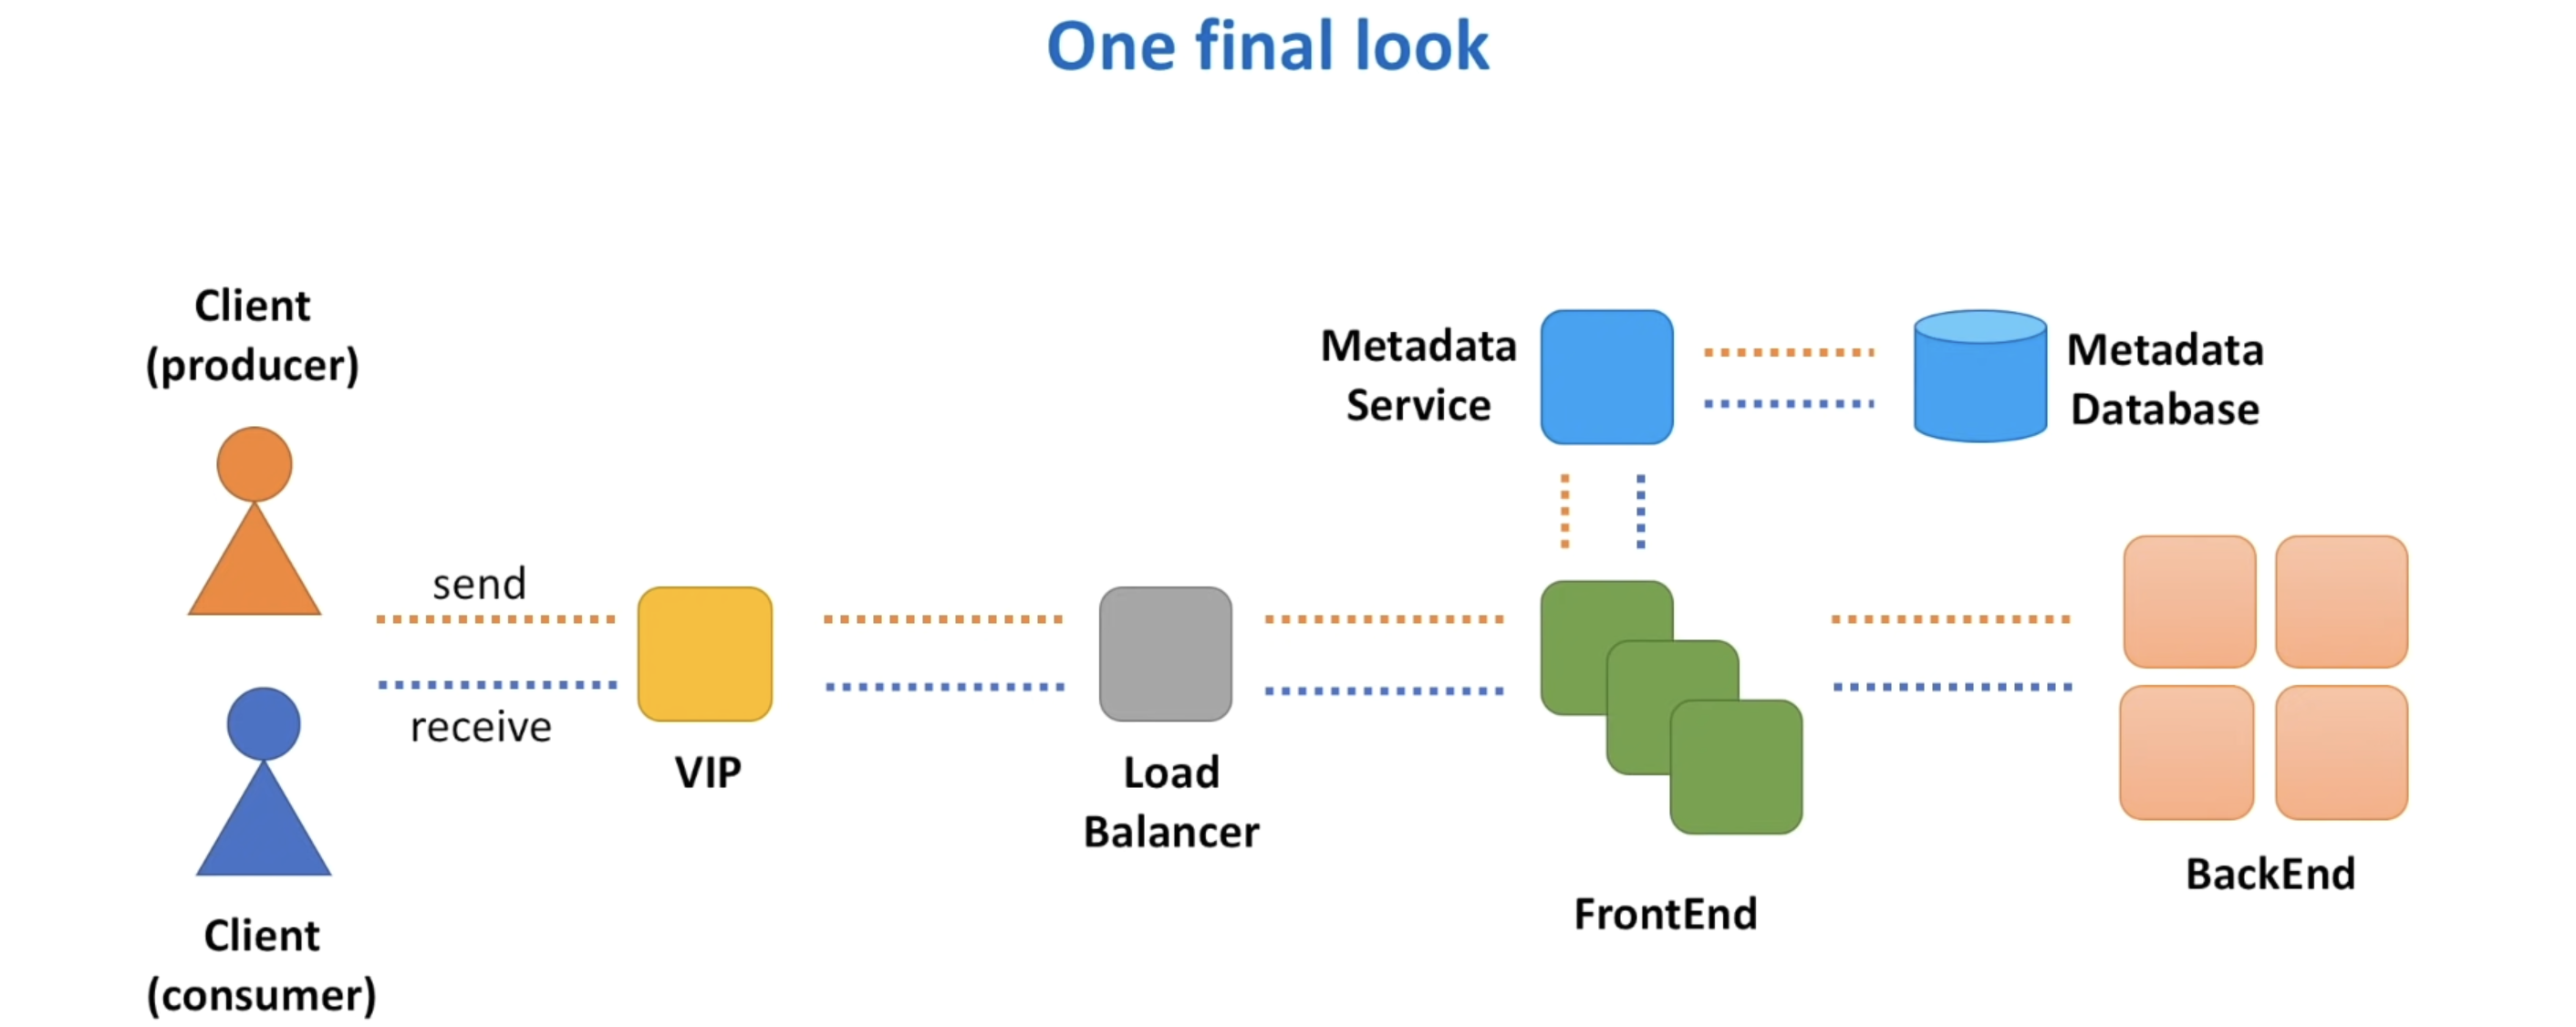 One final look
Client
(producer)
send
receive
Client
(consumer)
VIP
Load
Balancer
Metadata
Service
Metadata
Database
FrontEnd
BackEnd